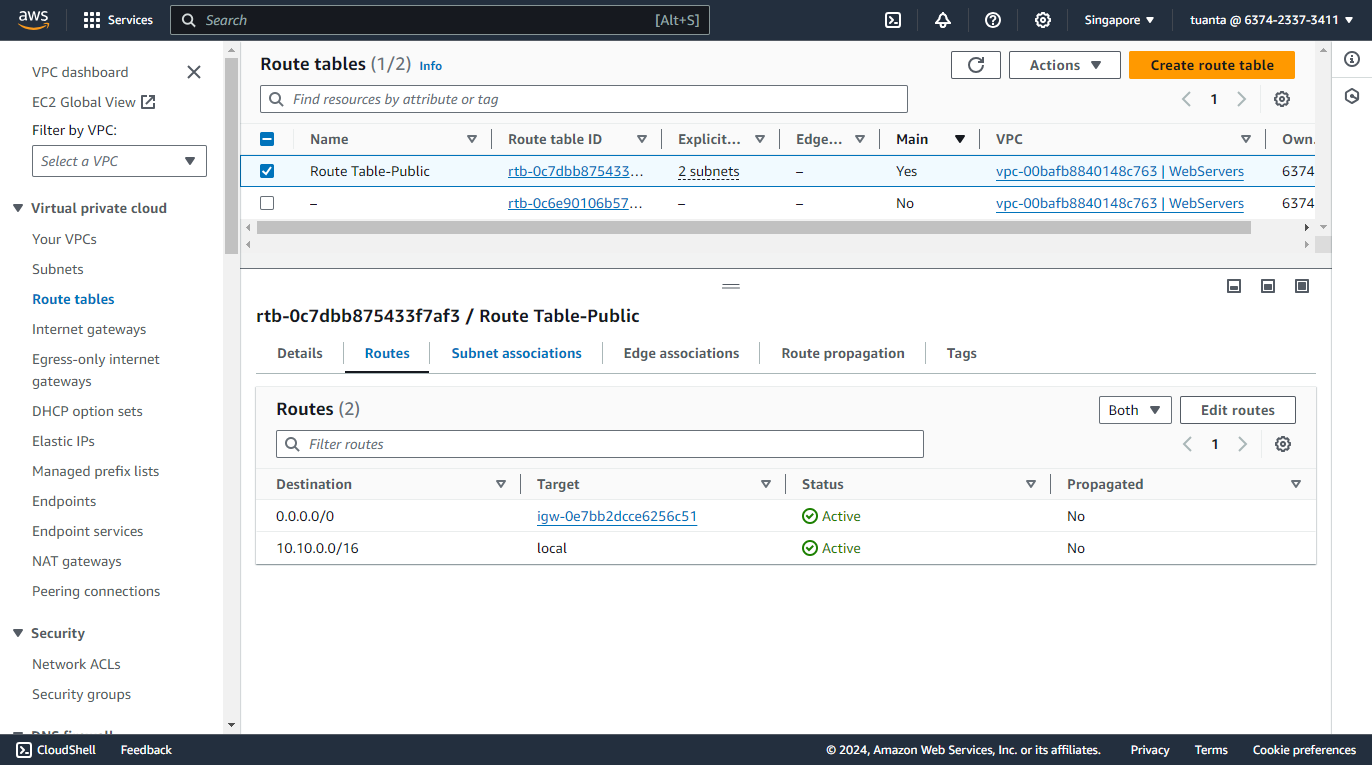 aws Services Search [Alt+S] Singapore tuanta @ 6374-2337-3411
VPC dashboard
EC2 Global View
Filter by VPC:
Select a VPC
Virtual private cloud
Your VPCs
Subnets
Route tables
Internet gateways
Egress-only internet
gateways
DHCP option sets
Elastic IPs
Managed prefix lists
Endpoints
Endpoint services
NAT gateways
Peering connections
Security
Network ACLs
Security groups
DNS firewall
Route tables (1/2) Info Actions Create route table
Find resources by attribute or tag 1
Name Route table ID Explicit... Edge... Main VPC Own.
Route Table-Public rtb-0c7dbb875433... 2 subnets – Yes vpc-00bafb8840148c763 | WebServers 6374
– rtb-0c6e90106b57... – – No vpc-00bafb8840148c763 | WebServers 6374
rtb-0c7dbb875433f7af3 / Route Table-Public
Details Routes Subnet associations Edge associations Route propagation Tags
Routes (2) Both Edit routes
Filter routes 1
Destination Target Status Propagated
0.0.0.0/0 igw-0e7bb2dcce6256c51 Active No
10.10.0.0/16 local Active No
CloudShell Feedback © 2024, Amazon Web Services, Inc. or its affiliates. Privacy Terms Cookie preferences